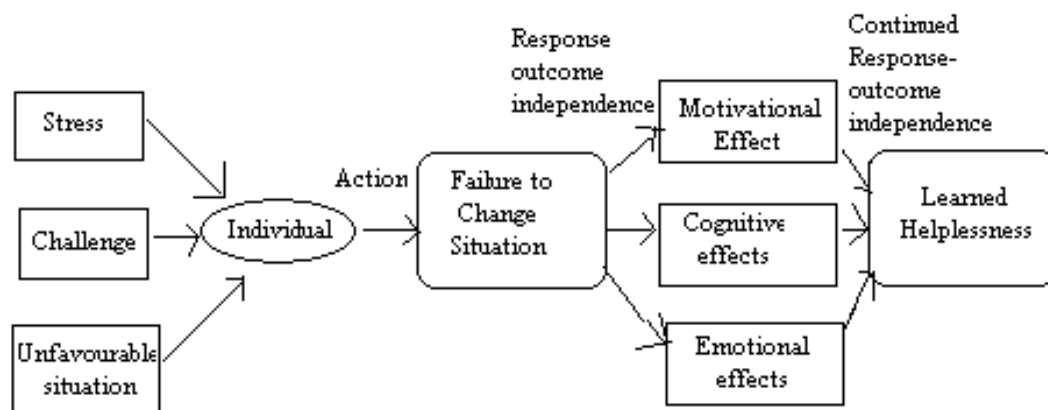 Stress
Challenge
Unfavourable
situation
Individual
Action
Failure to
Change
Situation
Response
outcome
independence
Motivational
Effect
Cognitive
effects
Emotional
effects
Continued
Response-
outcome
independence
Learned
Helplessness